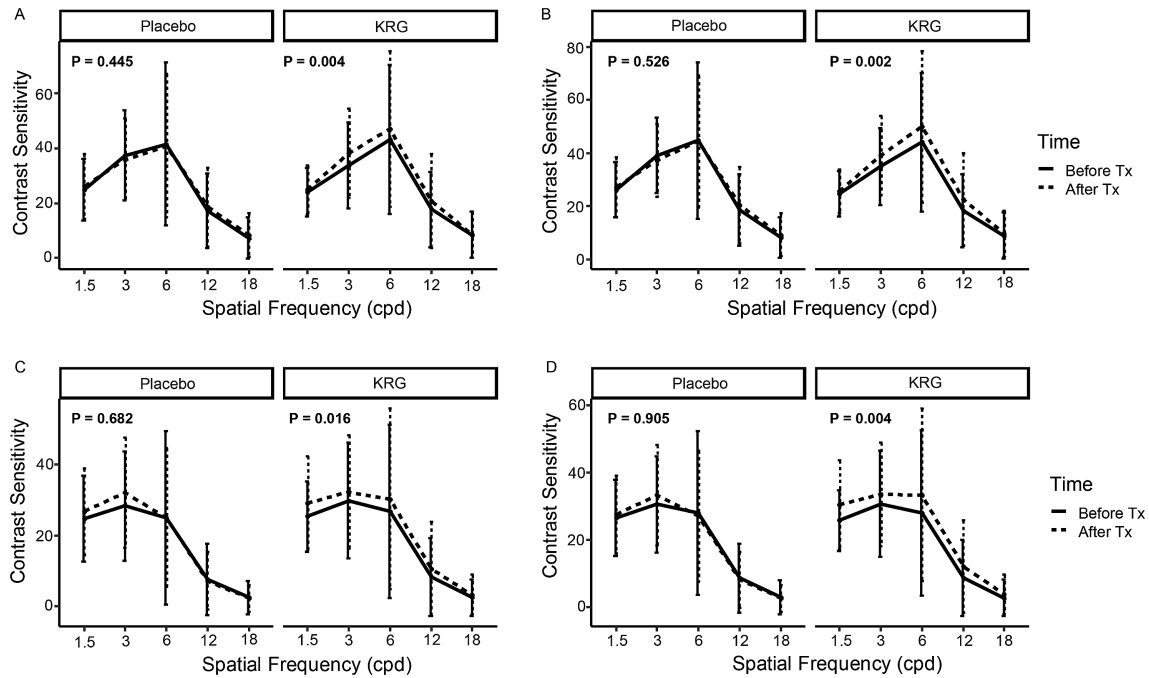 A
Placebo
KRG
P = 0.445
P = 0.004
60
40
20
0
Contrast Sensitivity
1.5 3 6 12 18
1.5 3 6 12 18
Spatial Frequency (cpd)
B
Placebo
KRG
P = 0.526
P = 0.002
80
60
40
20
0
Contrast Sensitivity
1.5 3 6 12 18
1.5 3 6 12 18
Spatial Frequency (cpd)
Time
Before Tx
After Tx
C
Placebo
KRG
P = 0.682
P = 0.016
40
20
0
Contrast Sensitivity
1.5 3 6 12 18
1.5 3 6 12 18
Spatial Frequency (cpd)
D
Placebo
KRG
P = 0.905
P = 0.004
60
40
20
0
Contrast Sensitivity
1.5 3 6 12 18
1.5 3 6 12 18
Spatial Frequency (cpd)
Time
Before Tx
After Tx